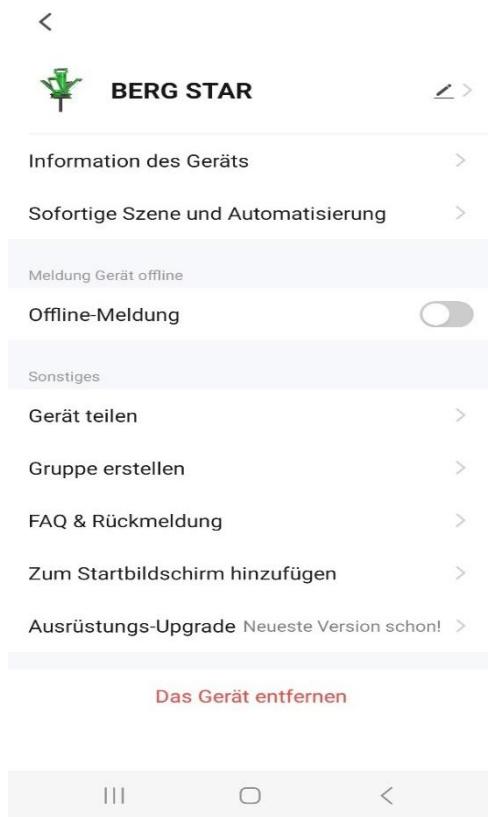 BERG STAR
Information des Geräts
Sofortige Szene und Automatisierung
Meldung Gerät offline
Offline-Meldung
Sonstiges
Gerät teilen
Gruppe erstellen
FAQ & Rückmeldung
Zum Startbildschirm hinzufügen
Ausrüstungs-Upgrade Neueste Version schon!
Das Gerät entfernen